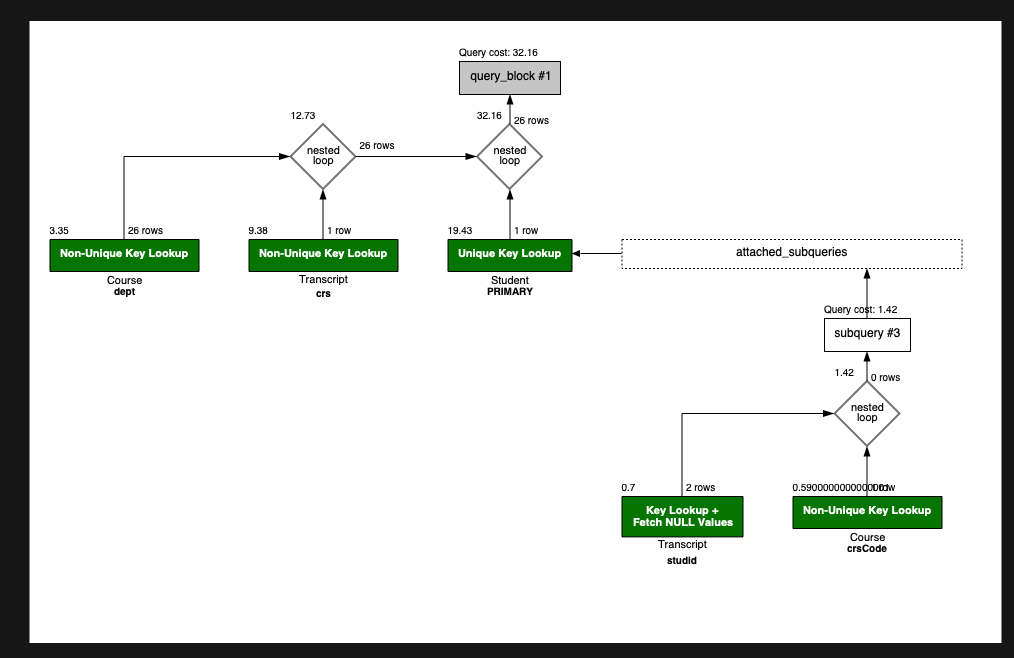 Query cost: 32.16
query_block #1
12.73
32.16
26 rows
nested
loop
26 rows
nested
loop
3.35
26 rows
9.38
1 row
19.43
1 row
Non-Unique Key Lookup
Non-Unique Key Lookup
Unique Key Lookup
attached_subqueries
Course
dept
Transcript
crs
Student
PRIMARY
Query cost: 1.42
subquery #3
1.42
0 rows
nested
loop
0.7
2 rows
0.5900000000000001
1 row
Key Lookup +
Fetch NULL Values
Non-Unique Key Lookup
Transcript
studid
Course
crsCode